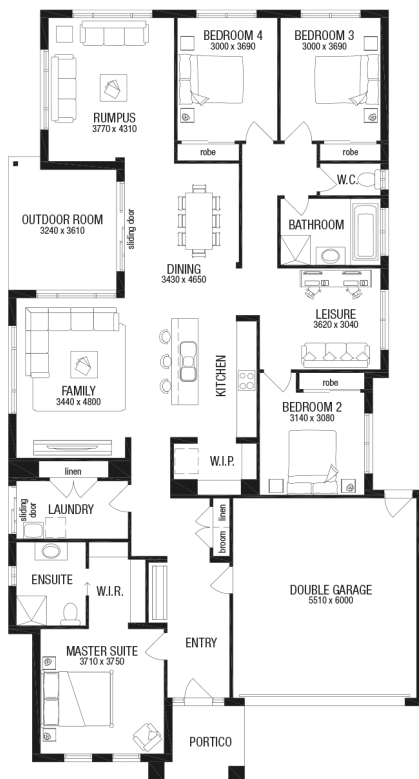 BEDROOM 4
3000 x 3690
BEDROOM 3
3000 x 3690
RUMPUS
3770 x 4310
robe
robe
W.C.
OUTDOOR ROOM
3240 x 3610
sliding door
BATHROOM
DINING
3430 x 4650
LEISURE
3620 x 3040
KITCHEN
FAMILY
3440 x 4800
robe
BEDROOM 2
3140 x 3080
W.I.P.
linen
LAUNDRY
sliding
door
broom
linen
ENSUITE
W.I.R.
DOUBLE GARAGE
5510 x 6000
MASTER SUITE
3710 x 3750
ENTRY
PORTICO